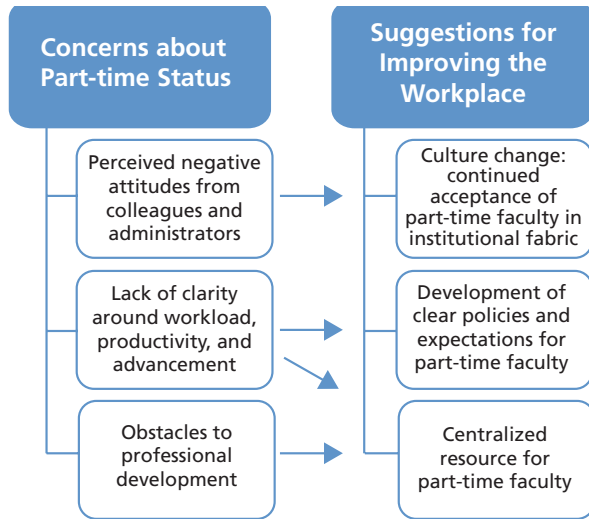 Concerns about
Part-time Status
Suggestions for
Improving the
Workplace
Perceived negative
attitudes from
colleagues and
administrators
Culture change:
continued
acceptance of
part-time faculty in
institutional fabric
Lack of clarity
around workload,
productivity, and
advancement
Development of
clear policies and
expectations for
part-time faculty
Obstacles to
professional
development
Centralized
resource for
part-time faculty